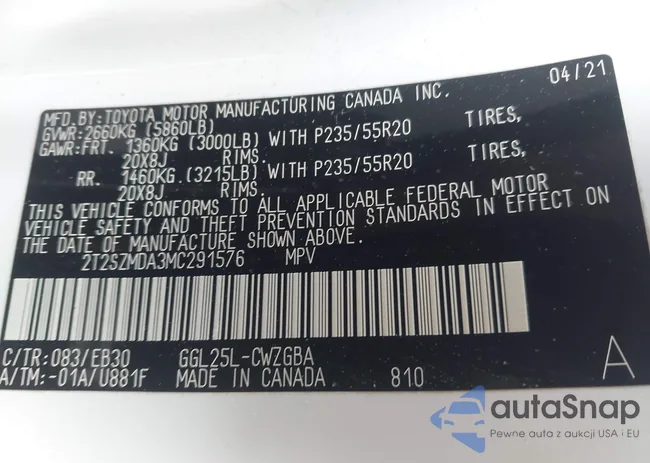 04/21
MFD.BY: TOYOTA MOTOR MANUFACTURING CANADA INC.
GVWR: 2660KG (5860LB)
GAWR: FRT. 1360KG (3000LB) WITH P235/55R20 TIRES,
20X8J RIMS.
RR. 1460KG.(3215LB) WITH P235/55R20 TIRES,
20X8J RIMS.
THIS VEHICLE CONFORMS TO ALL APPLICABLE FEDERAL MOTOR
VEHICLE SAFETY AND THEFT PREVENTION STANDARDS IN EFFECT ON
THE DATE OF MANUFACTURE SHOWN ABOVE.
2T2SZMDA3MC291576 MPV
C/TR: 083/EB30 GGL25L-CWZGBA
A/TM:-01A/U881F MADE IN CANADA 810 A
autaSnap
Pewne auta z aukcji USA i EU